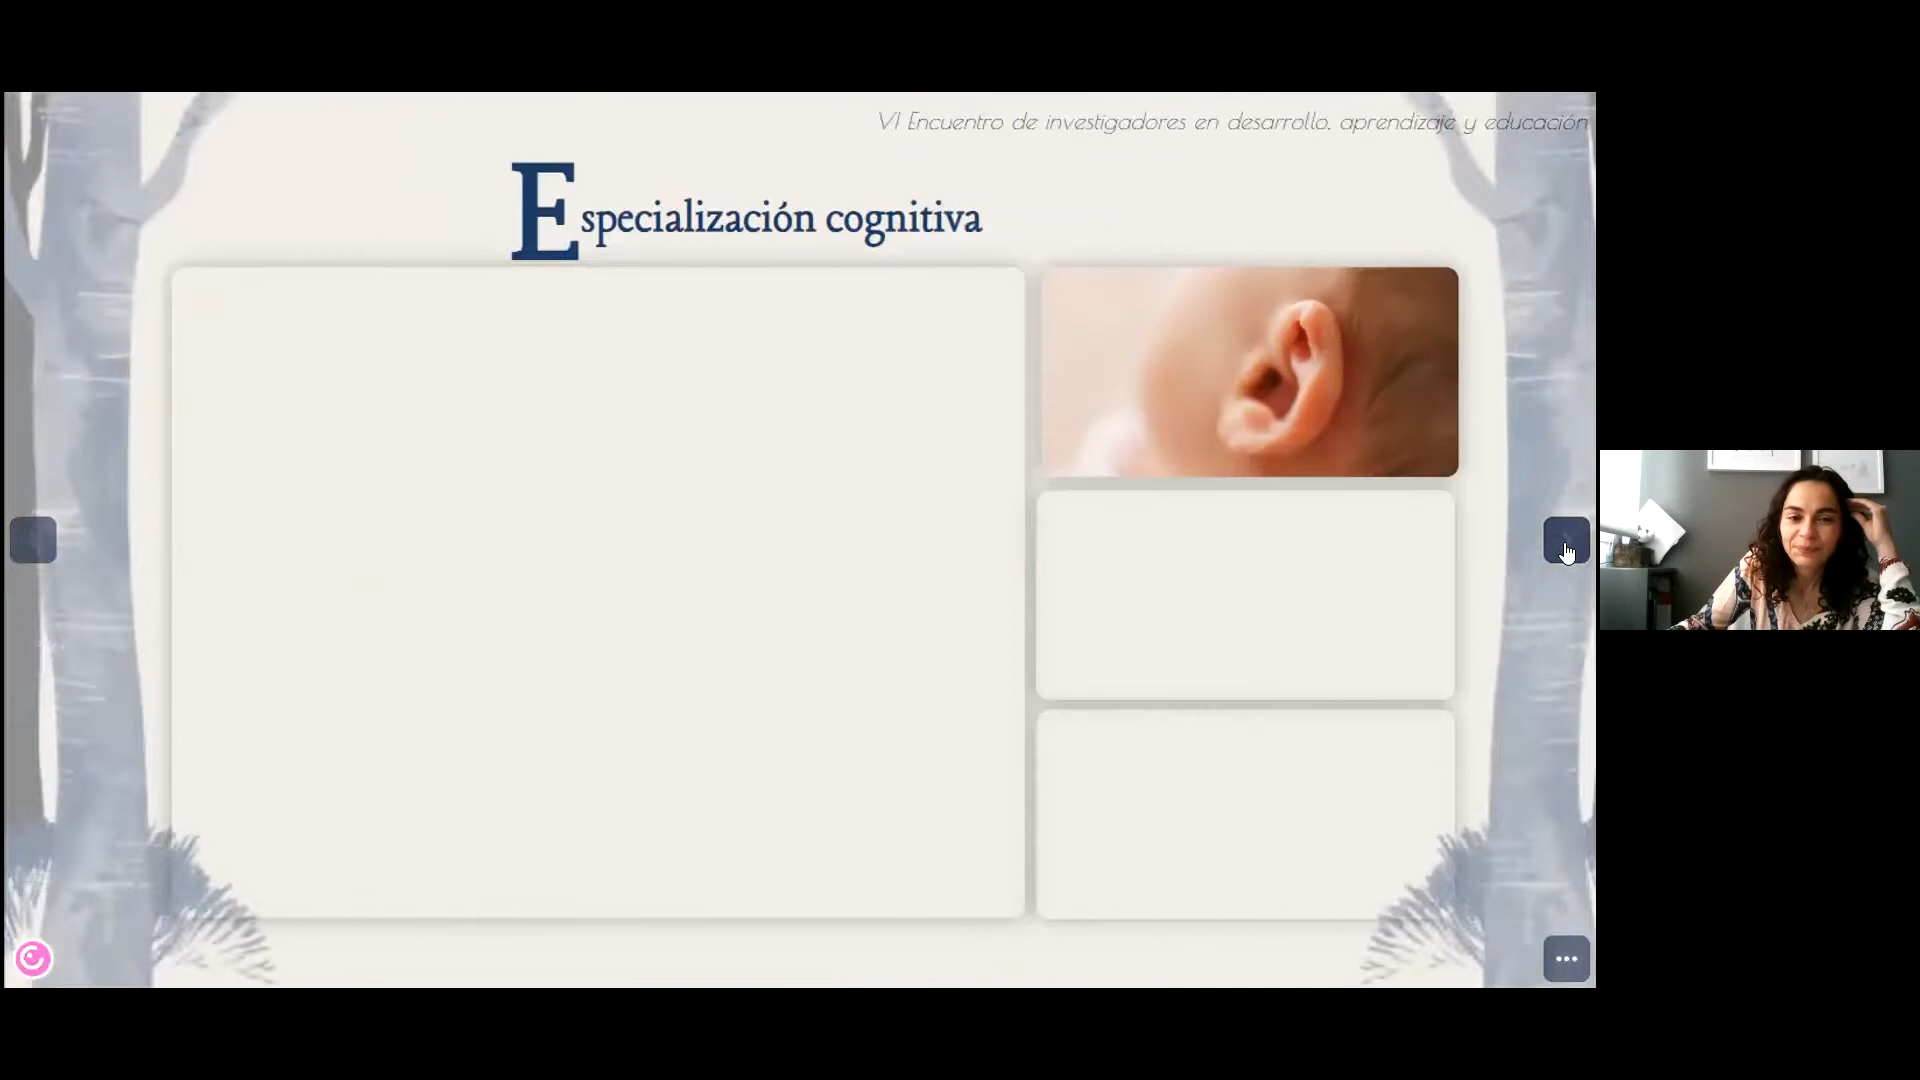 VI Encuentro de investigadores en desarrollo, aprendizaje y educación
Especialización cognitiva